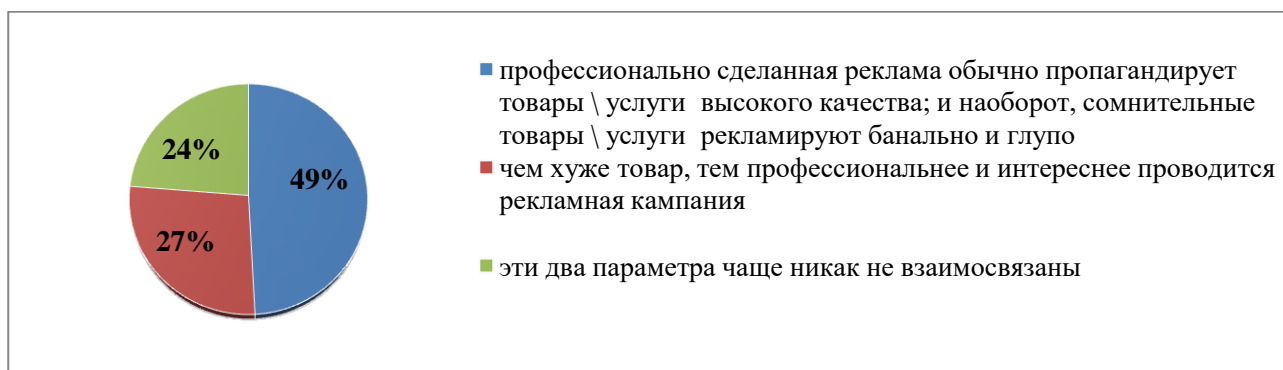 профессионально сделанная реклама обычно пропагандирует
товары \ услуги высокого качества; и наоборот, сомнительные
товары \ услуги рекламируют банально и глупо
чем хуже товар, тем профессиональнее и интереснее проводится
рекламная кампания
эти два параметра чаще никак не взаимосвязаны
24%
49%
27%